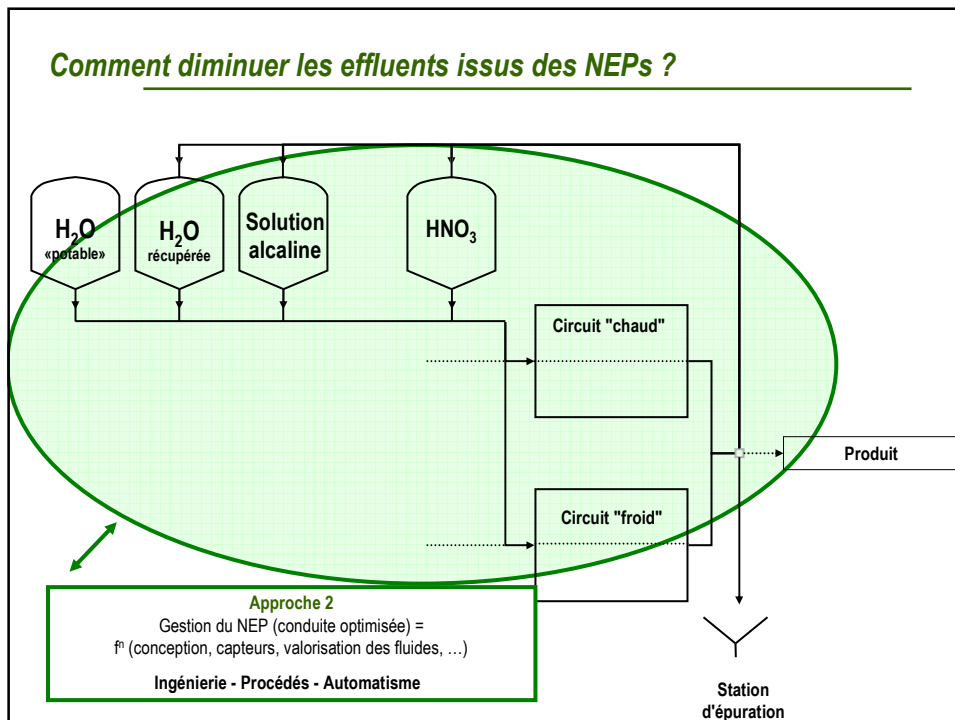 Comment diminuer les effluents issus des NEPs ?
H2O
«potable»
H2O
récupérée
Solution
alcaline
HNO3
Circuit "chaud"
Produit
Circuit "froid"
Approche 2
Gestion du NEP (conduite optimisée) =
fⁿ (conception, capteurs, valorisation des fluides, …)
Ingénierie - Procédés - Automatisme
Station
d'épuration